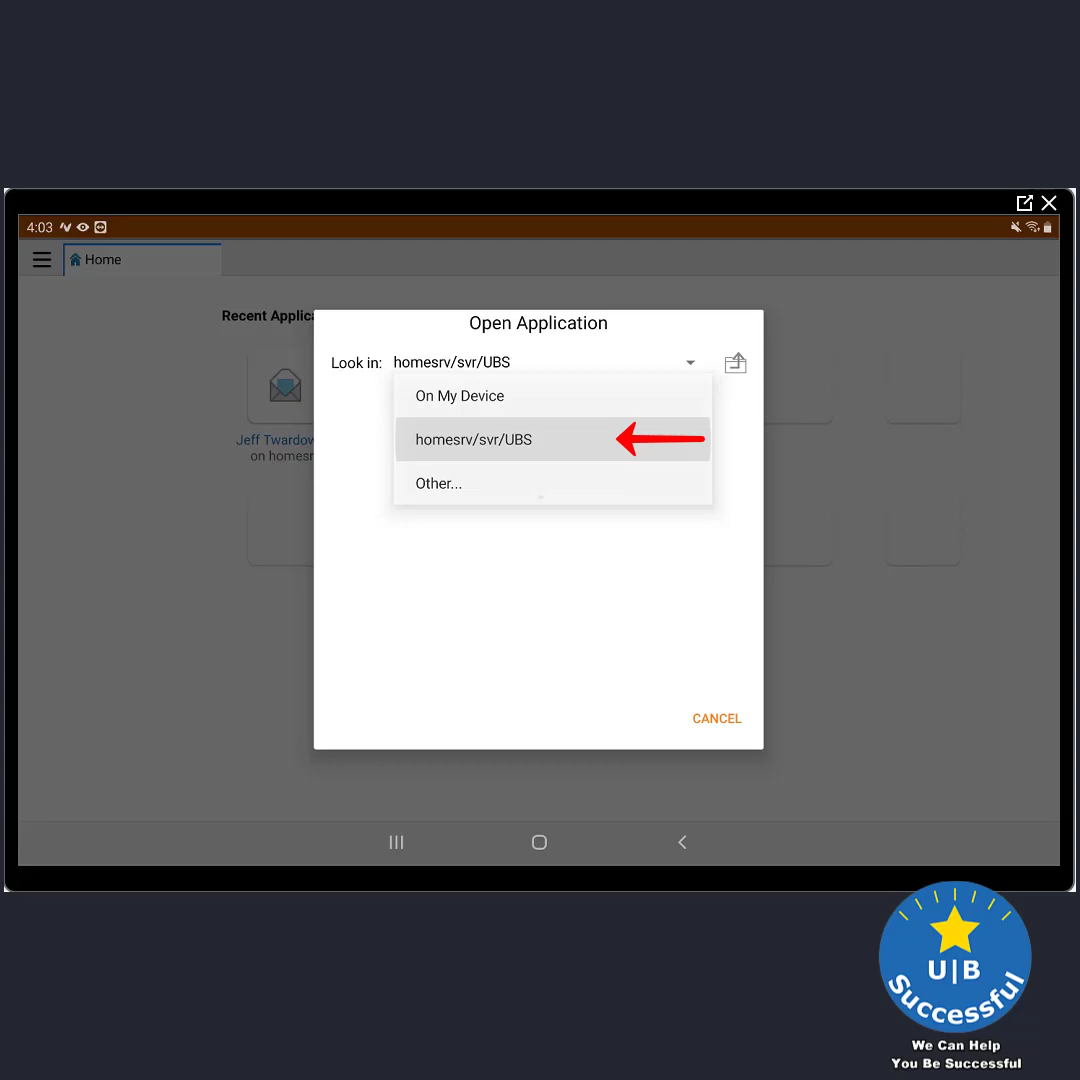 4:03
Home
Recent Applica
Open Application
Look in: homesrv/svr/UBS
On My Device
homesrv/svr/UBS
Other...
Jeff Twardow
on homesr
CANCEL
U|B
Successful
We Can Help
You Be Successful